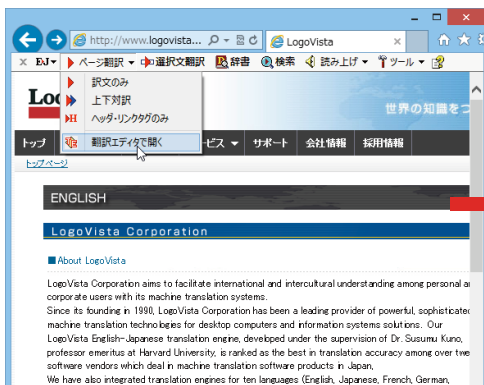 http://www.logovista...
LogoVista
EJ ページ翻訳 選択文翻訳 辞書 検索 読み上げ ツール
訳文のみ
上下対訳
ヘッダ・リンクタグのみ
翻訳エディタで開く
Lo
世界の知識をつ
トップ ービス サポート 会社情報 採用情報
トップページ
ENGLISH
LogoVista Corporation
About LogoVista
LogoVista Corporation aims to facilitate international and intercultural understanding among personal a
corporate users with its machine translation systems.
Since its founding in 1990, LogoVista Corporation has been a leading provider of powerful, sophisticated
machine translation technologies for desktop computers and information systems solutions. Our
LogoVista English-Japanese translation engine, developed under the supervision of Dr. Susumu Kuno,
professor emeritus at Harvard University, is ranked as the best in translation accuracy among over twe
software vendors which deal in machine translation software products in Japan,
We have also integrated translation engines for ten languages (English, Japanese, French, German,